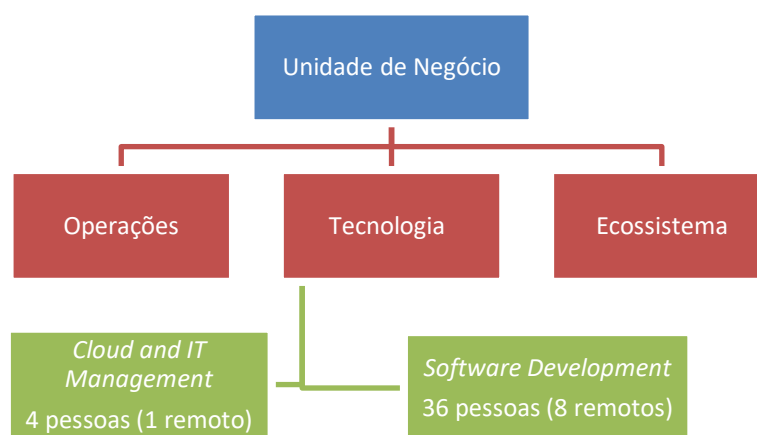 Unidade de Negócio
Operações
Tecnologia
Ecossistema
Cloud and IT
Management
4 pessoas (1 remoto)
Software Development
36 pessoas (8 remotos)